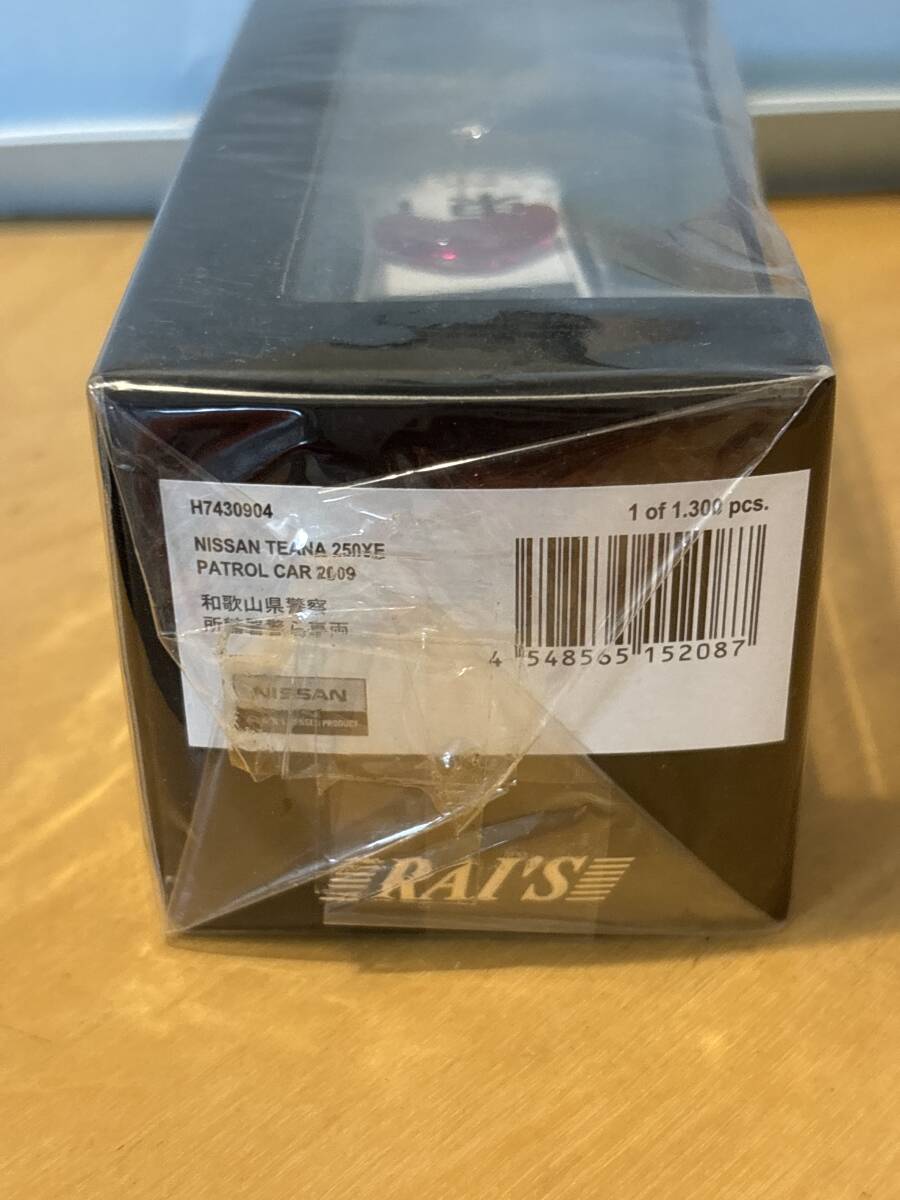 H7430904
1 of 1.300 pcs.
NISSAN TEANA 250XE
PATROL CAR 2009
和歌山県警察
4 548565 152087
NISSAN
PRODUCT
RAI'S